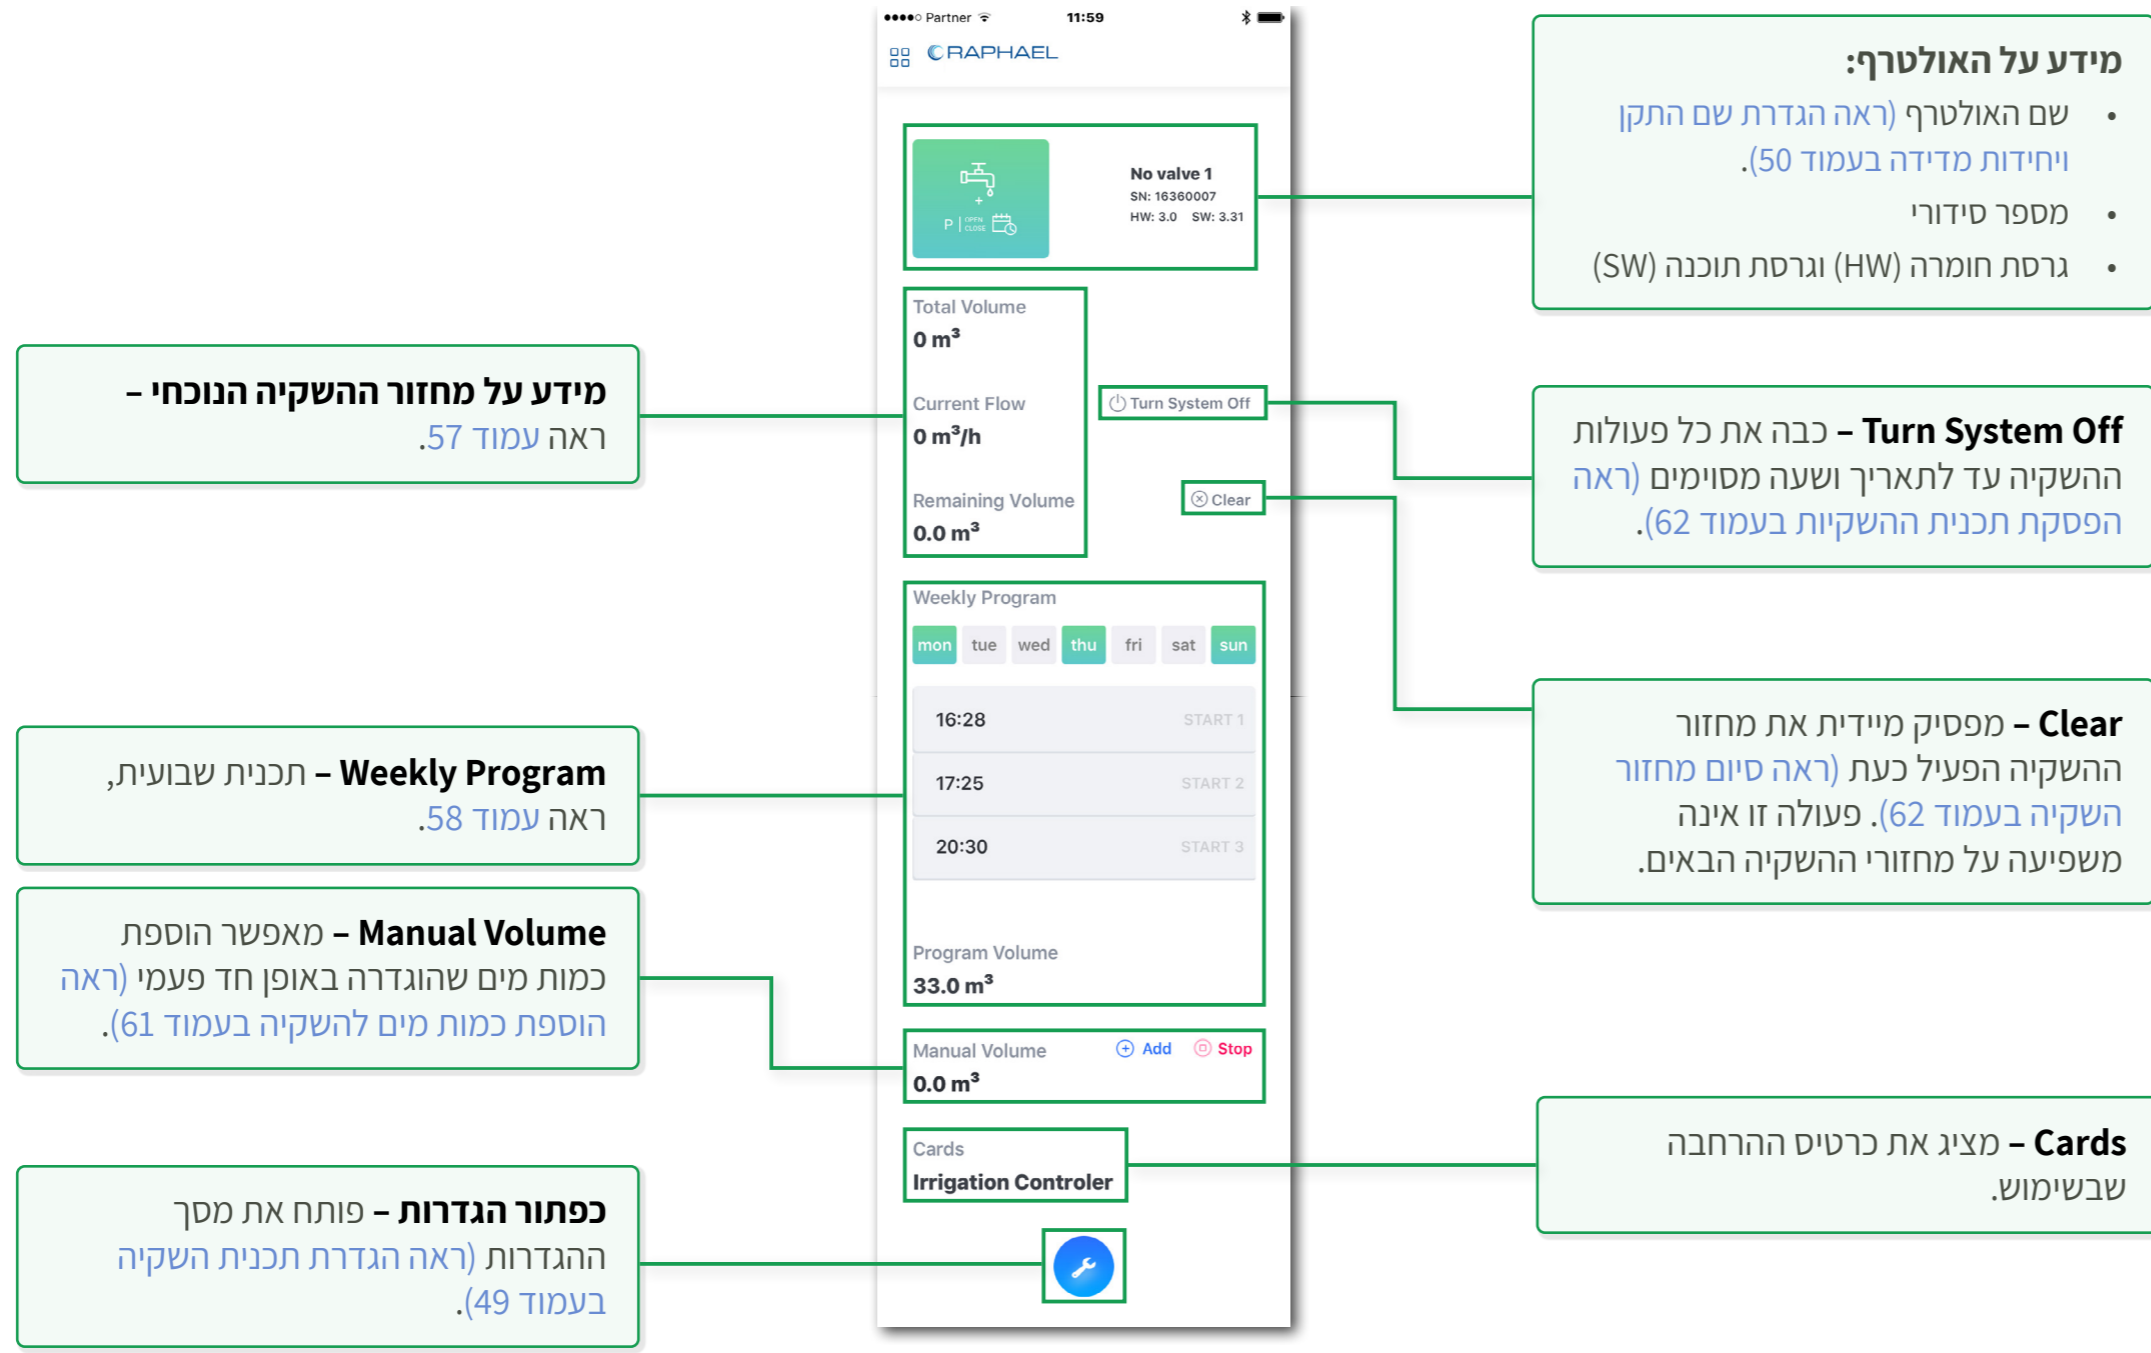 Partner 11:59
RAPHAEL
No valve 1
SN: 16360007
HW: 3.0 SW: 3.31
P | OPEN CLOSE
+
Total Volume
0 m³
Current Flow
0 m³/h
Turn System Off
Remaining Volume
0.0 m³
Clear
Weekly Program
mon tue wed thu fri sat sun
16:28 START 1
17:25 START 2
20:30 START 3
Program Volume
33.0 m³
Manual Volume Add Stop
0.0 m³
Cards
Irrigation Controler
מידע על האולטרף:
• שם האולטרף (ראה הגדרת שם התקן
ויחידות מדידה בעמוד 50).
• מספר סידורי
• גרסת חומרה (HW) וגרסת תוכנה (SW)
Turn System Off – כבה את כל פעולות
ההשקיה עד לתאריך ושעה מסוימים (ראה
הפסקת תכנית ההשקיות בעמוד 62).
Clear – מפסיק מיידית את מחזור
ההשקיה הפעיל כעת (ראה סיום מחזור
השקיה בעמוד 62). פעולה זו אינה
משפיעה על מחזורי ההשקיה הבאים.
Cards – מציג את כרטיס ההרחבה
שבשימוש.
מידע על מחזור ההשקיה הנוכחי –
ראה עמוד 57.
Weekly Program – תכנית שבועית,
ראה עמוד 58.
Manual Volume – מאפשר הוספת
כמות מים שהוגדרה באופן חד פעמי (ראה
הוספת כמות מים להשקיה בעמוד 61).
כפתור הגדרות – פותח את מסך
ההגדרות (ראה הגדרת תכנית השקיה
בעמוד 49).